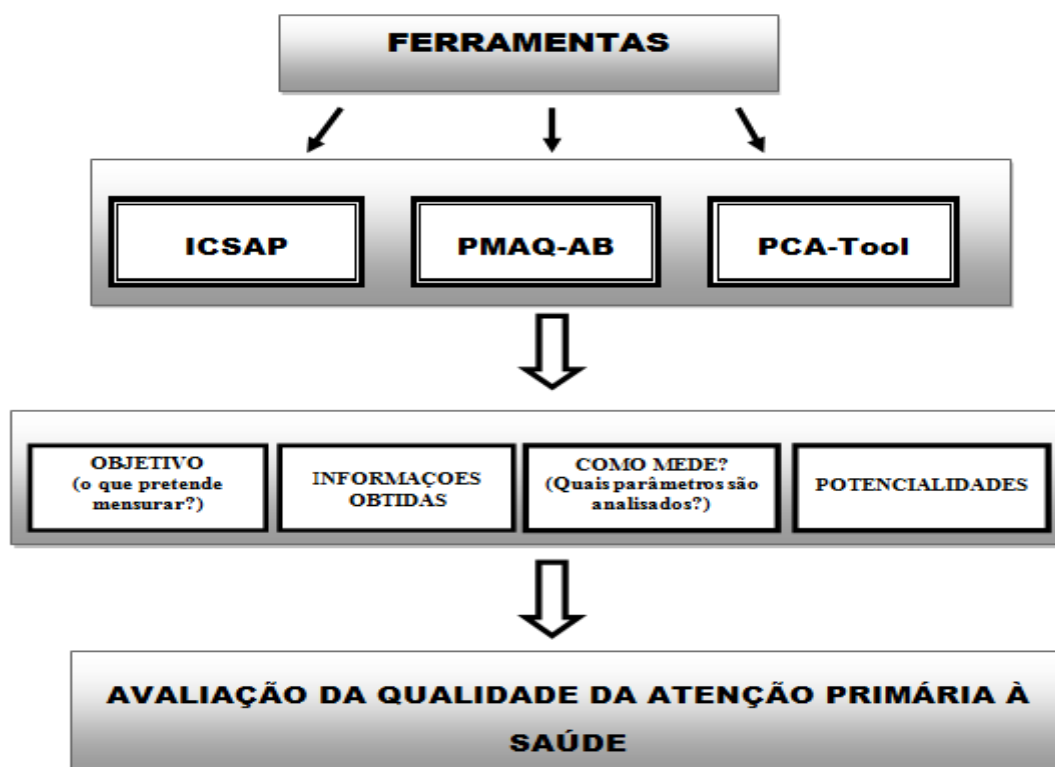 FERRAMENTAS
ICSAP
PMAQ-AB
PCA-Tool
OBJETIVO
(o que pretende
mensurar?)
INFORMAÇOES
OBTIDAS
COMO MEDE?
(Quais parâmetros são
analisados?)
POTENCIALIDADES
AVALIAÇÃO DA QUALIDADE DA ATENÇÃO PRIMÁRIA À
SAÚDE